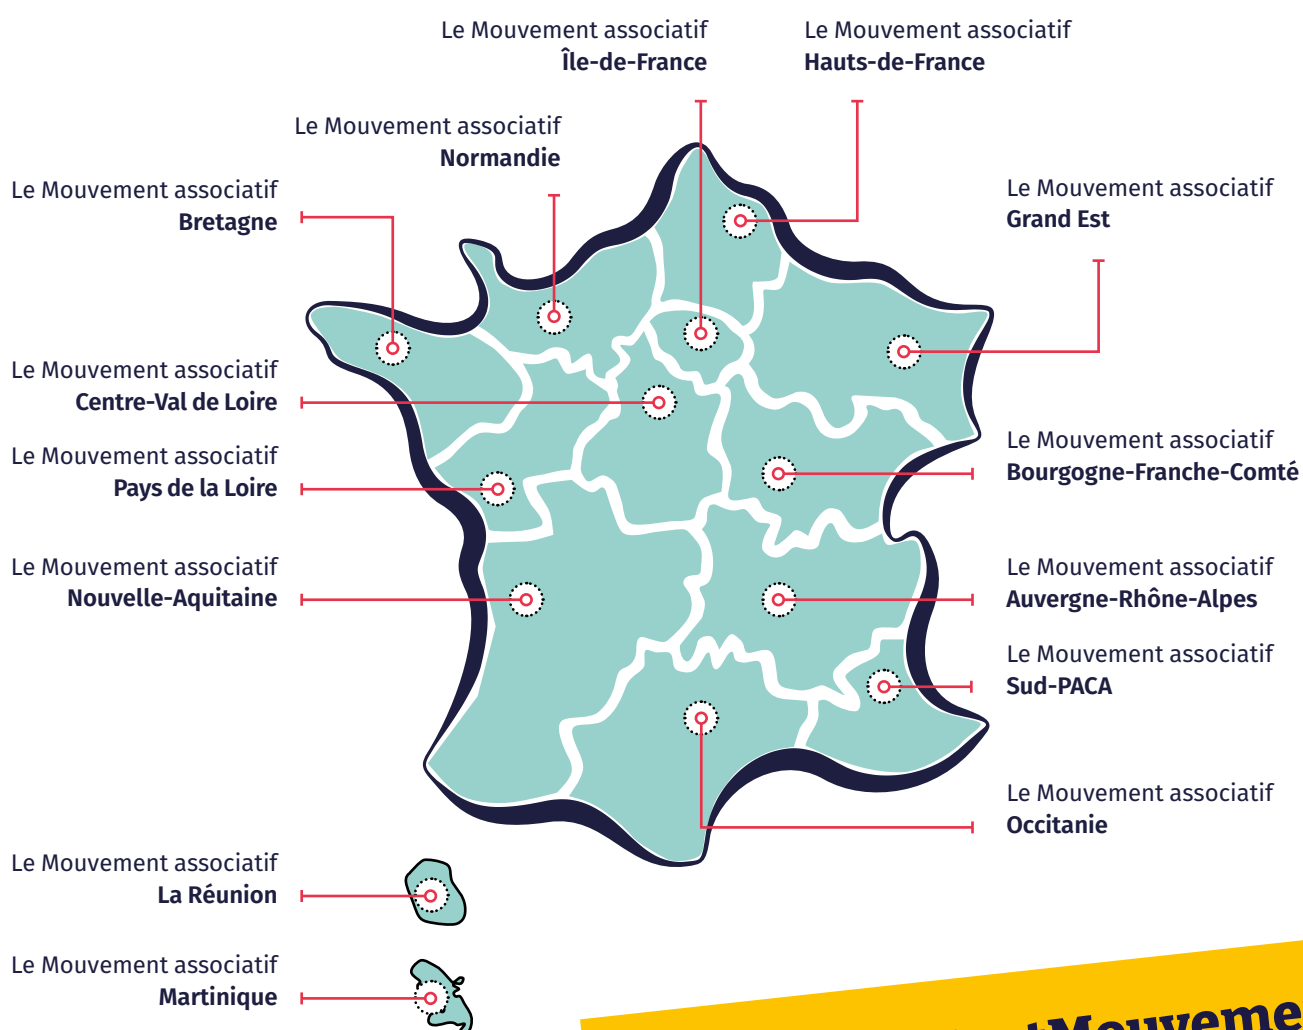 Le Mouvement associatif
Île-de-France
Le Mouvement associatif
Hauts-de-France
Le Mouvement associatif
Normandie
Le Mouvement associatif
Bretagne
Le Mouvement associatif
Grand Est
Le Mouvement associatif
Centre-Val de Loire
Le Mouvement associatif
Pays de la Loire
Le Mouvement associatif
Bourgogne-Franche-Comté
Le Mouvement associatif
Nouvelle-Aquitaine
Le Mouvement associatif
Auvergne-Rhône-Alpes
Le Mouvement associatif
Sud-PACA
Le Mouvement associatif
Occitanie
Le Mouvement associatif
La Réunion
Le Mouvement associatif
Martinique